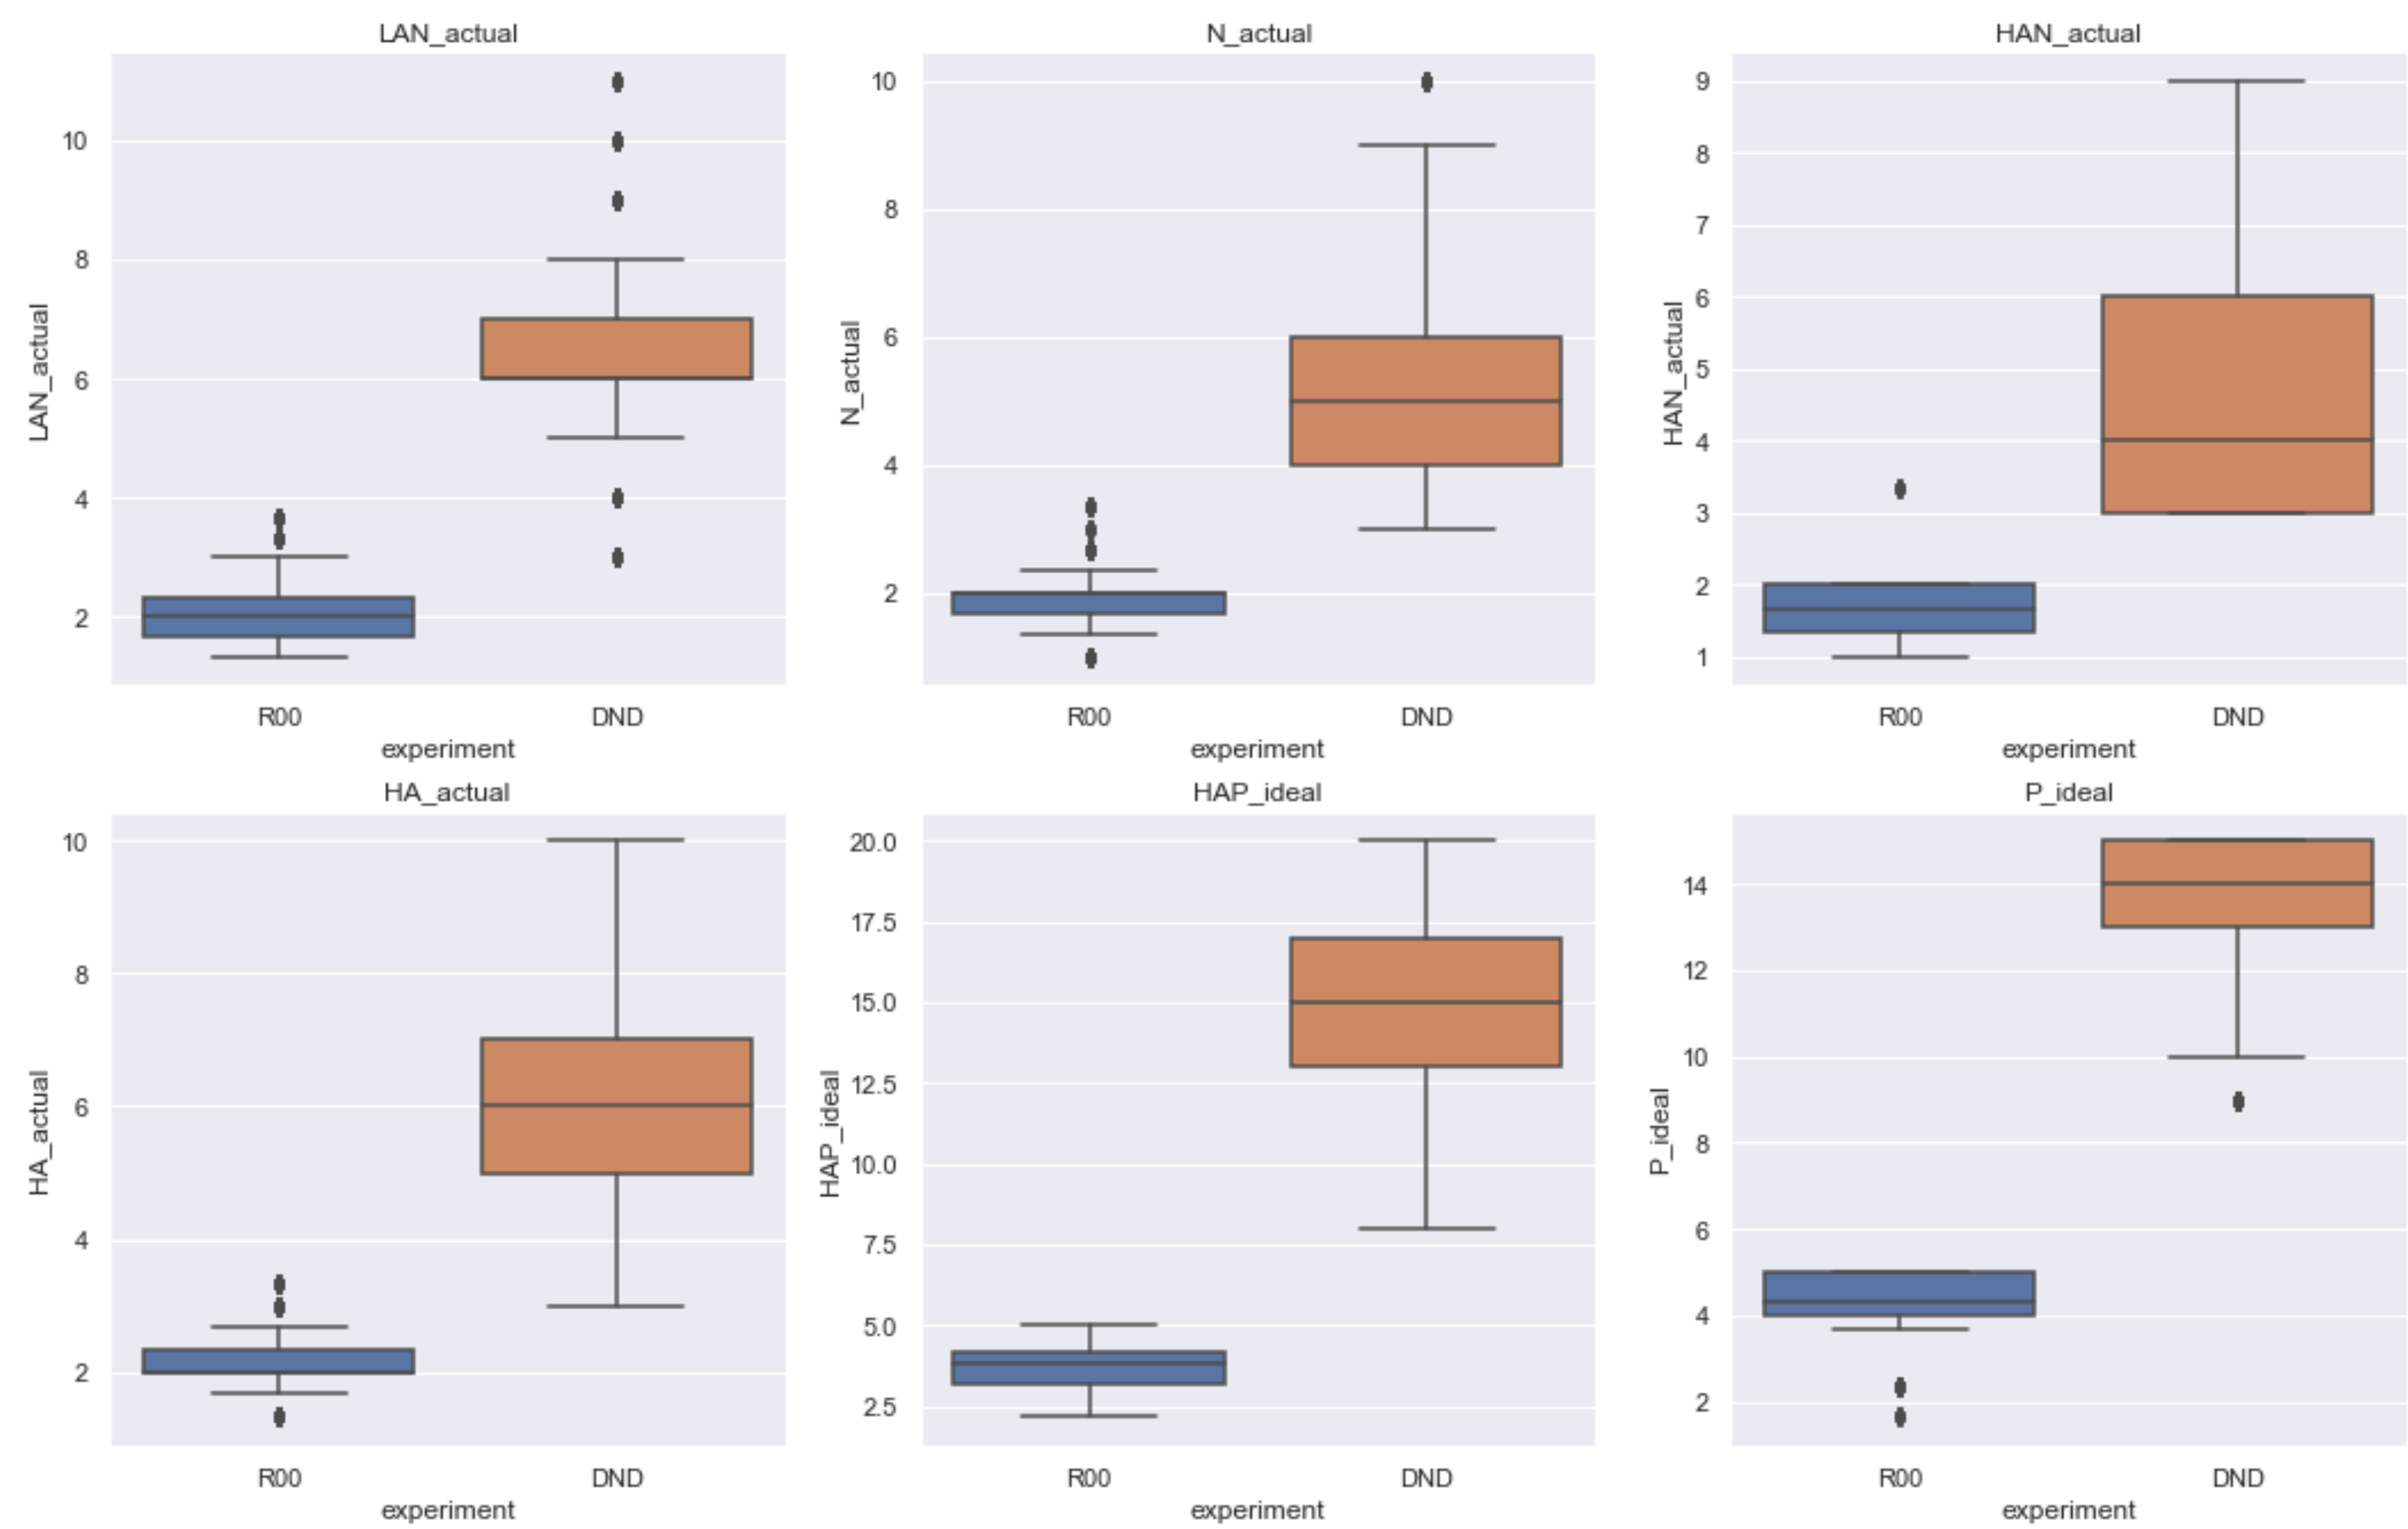 LAN_actual
N_actual
HAN_actual
10
8
6
4
2
LAN_actual
R00
DND
experiment
10
8
6
4
2
N_actual
R00
DND
experiment
9
8
7
6
5
4
3
2
1
HAN_actual
R00
DND
experiment
HA_actual
HAP_ideal
P_ideal
10
8
6
4
2
HA_actual
R00
DND
experiment
20.0
17.5
15.0
12.5
10.0
7.5
5.0
2.5
HAP_ideal
R00
DND
experiment
14
12
10
8
6
4
2
P_ideal
R00
DND
experiment